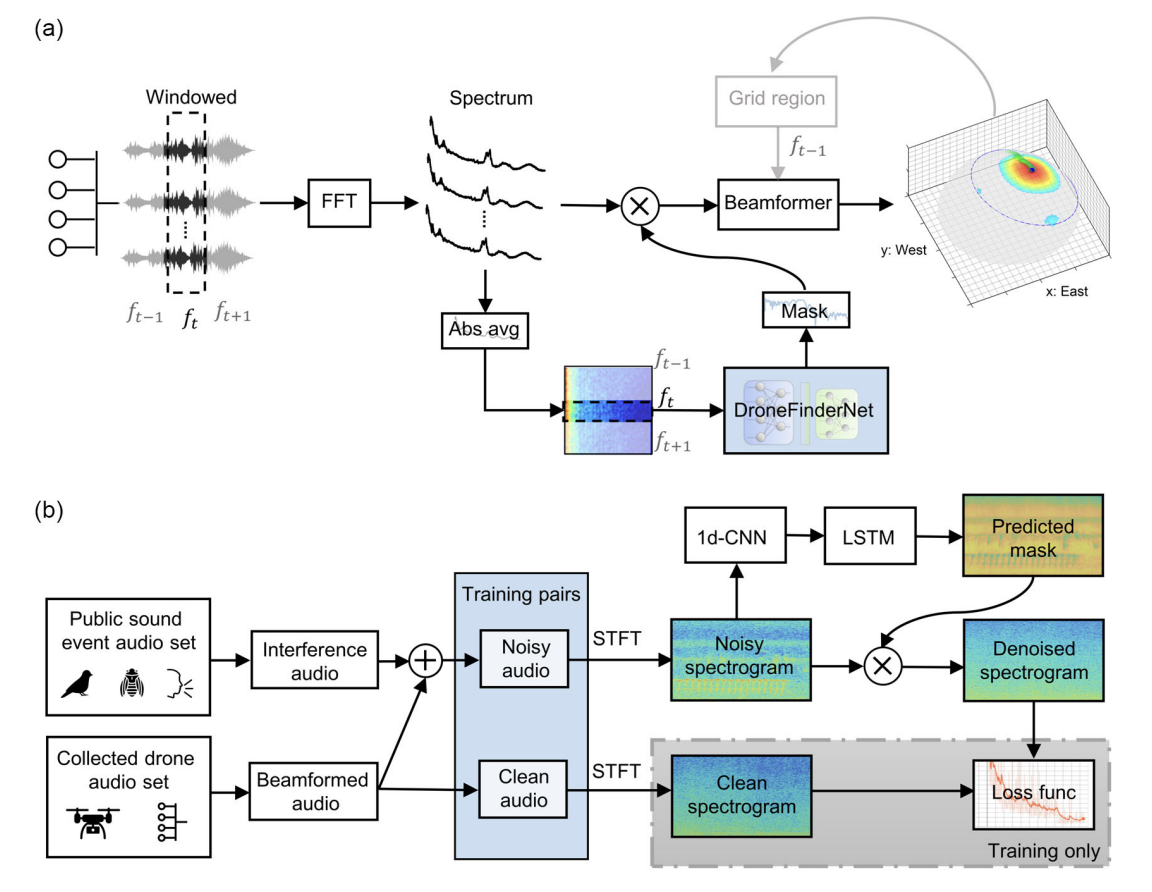 (a)
Windowed
Spectrum
Grid region
f_{t-1}
FFT
×
Beamformer
y: West
x: East
f_{t-1}
f_t
f_{t+1}
Abs avg
Mask
f_{t-1}
f_t
f_{t+1}
DroneFinderNet
(b)
1d-CNN
LSTM
Predicted
mask
Training pairs
Public sound
event audio set
Interference
audio
+
Noisy
audio
STFT
Noisy
spectrogram
×
Denoised
spectrogram
Collected drone
audio set
Beamformed
audio
Clean
audio
STFT
Clean
spectrogram
Loss func
Training only